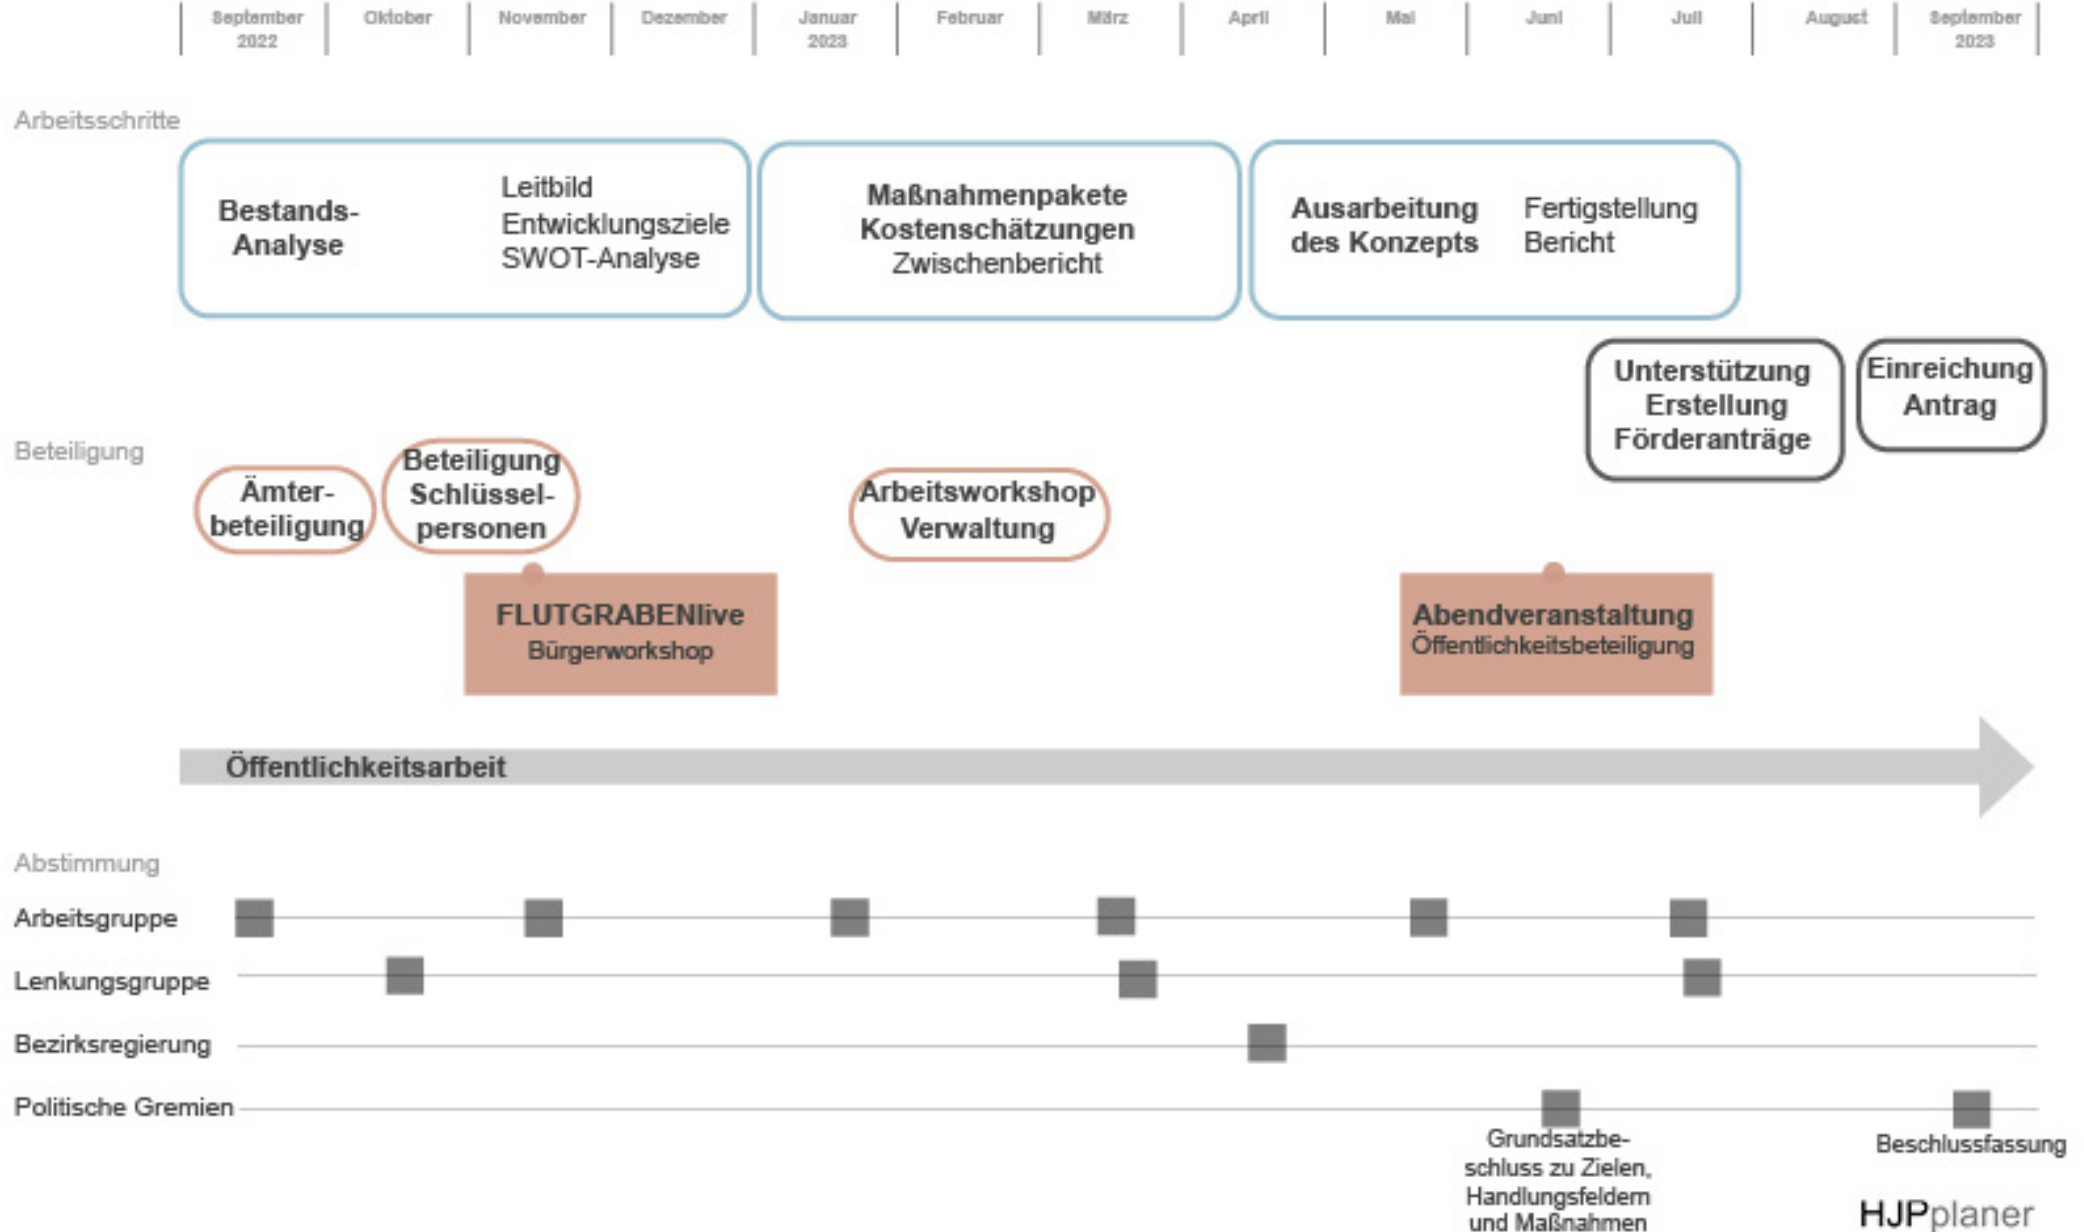 September 2022
Oktober
November
Dezember
Januar 2023
Februar
März
April
Mai
Juni
Juli
August
September 2023
Arbeitsschritte
Bestands-
Analyse
Leitbild
Entwicklungsziele
SWOT-Analyse
Maßnahmenpakete
Kostenschätzungen
Zwischenbericht
Ausarbeitung
des Konzepts
Fertigstellung
Bericht
Unterstützung
Erstellung
Förderanträge
Einreichung
Antrag
Beteiligung
Ämter-
beteiligung
Beteiligung
Schlüssel-
personen
Arbeitsworkshop
Verwaltung
FLUTGRABENlive
Bürgerworkshop
Abendveranstaltung
Öffentlichkeitsbeteiligung
Öffentlichkeitsarbeit
Abstimmung
Arbeitsgruppe
Lenkungsgruppe
Bezirksregierung
Politische Gremien
Grundsatzbe-
schluss zu Zielen,
Handlungsfeldern
und Maßnahmen
Beschlussfassung
HJPplaner